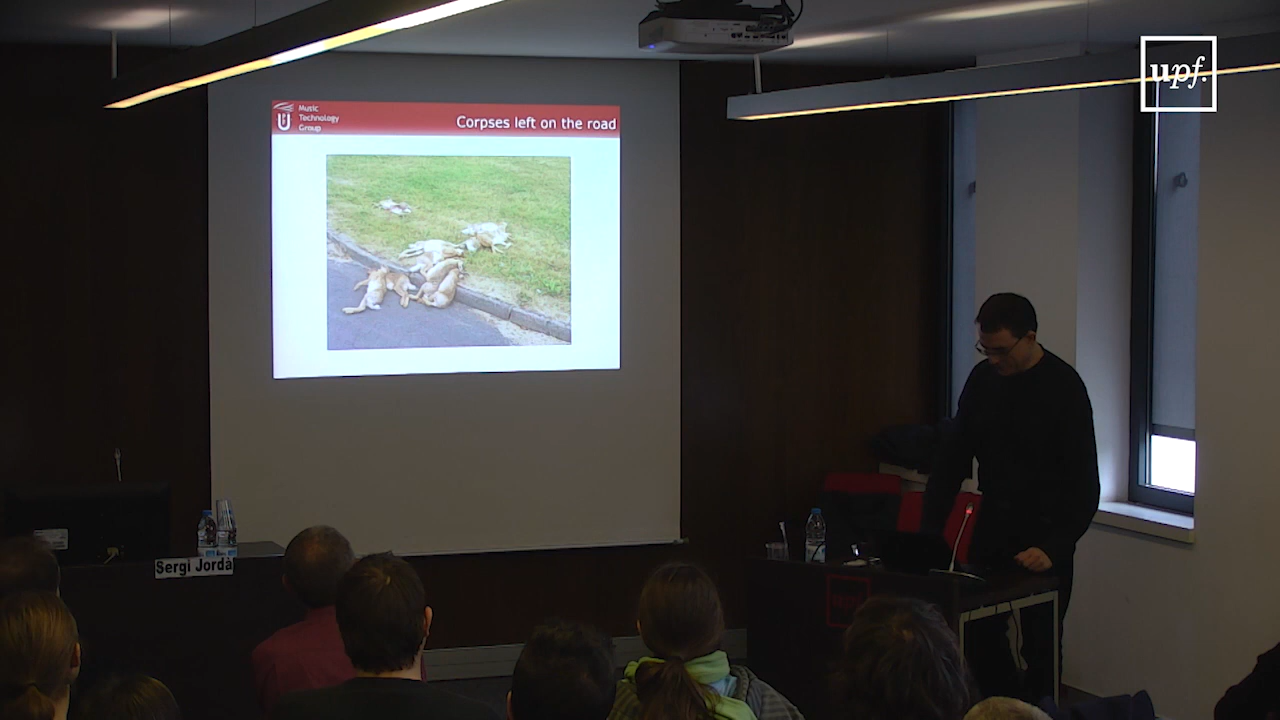 upf.
Music
Technology
Group
Corpses left on the road
Sergi Jordà